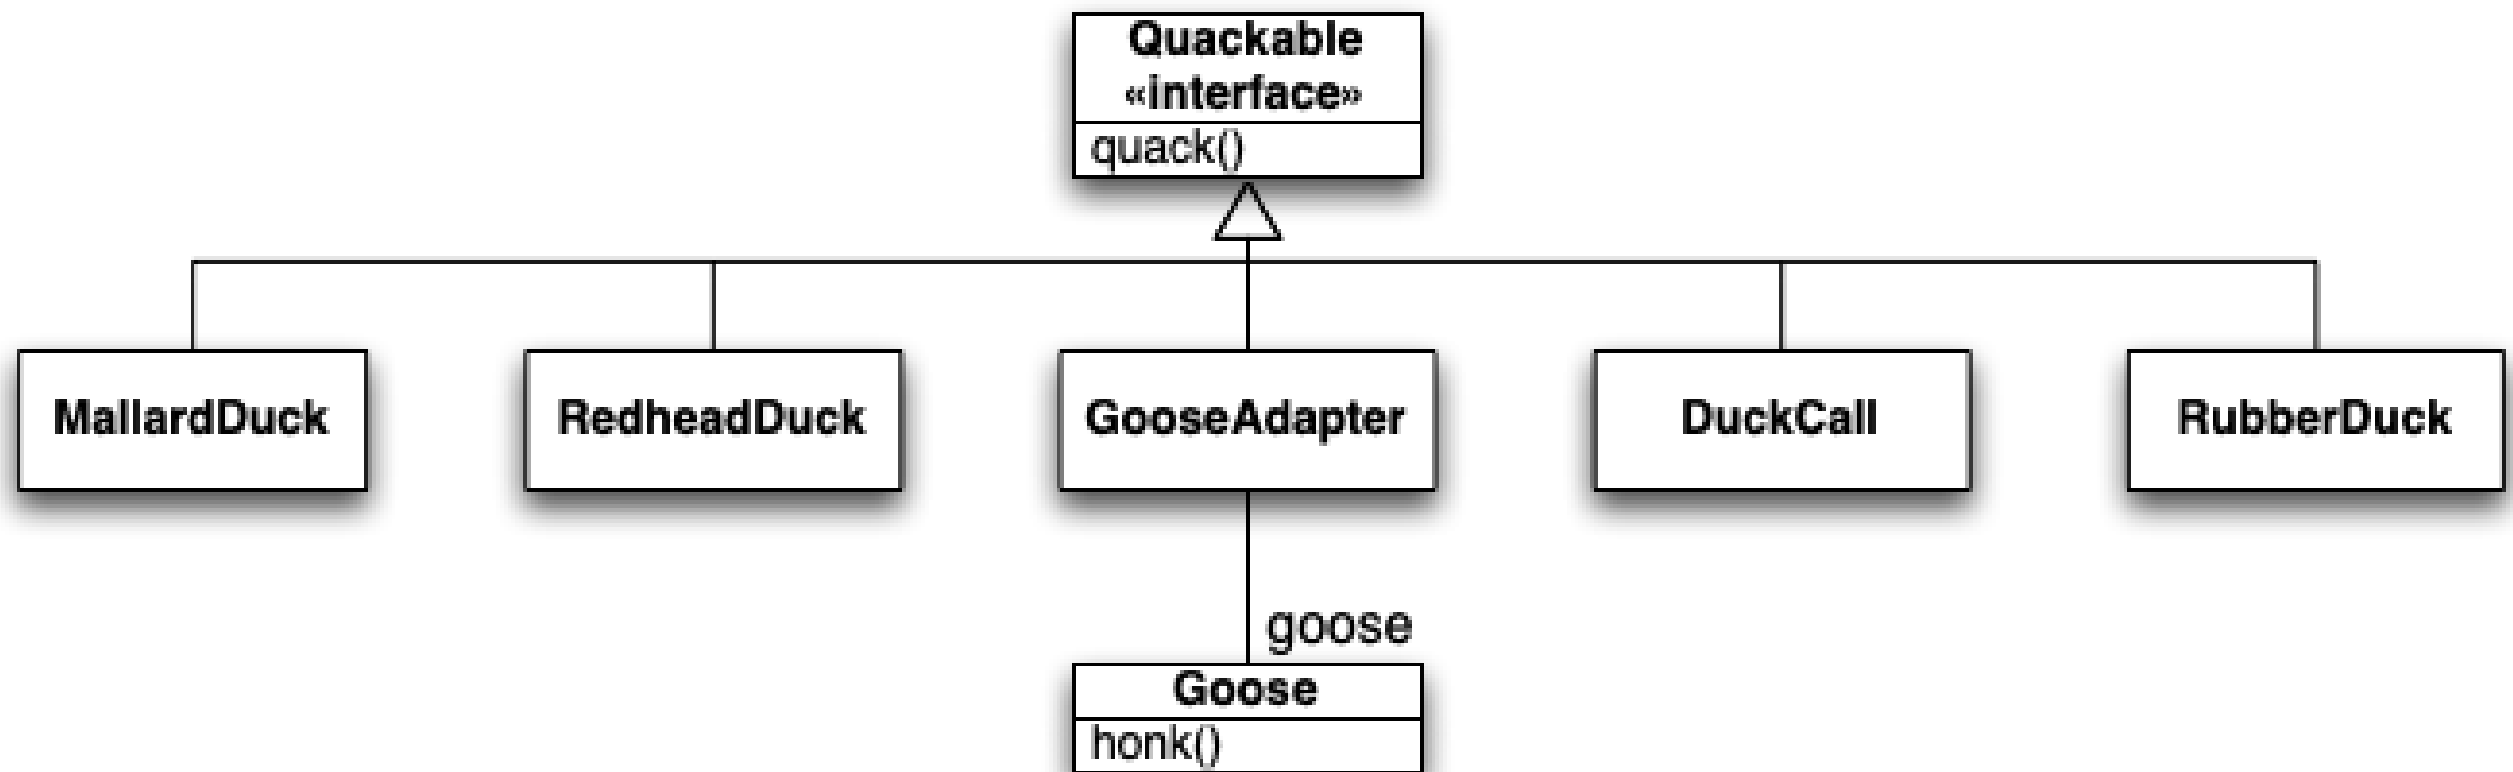 Quackable
«interface»
quack()
MallardDuck
RedheadDuck
GooseAdapter
DuckCall
RubberDuck
goose
Goose
honk()